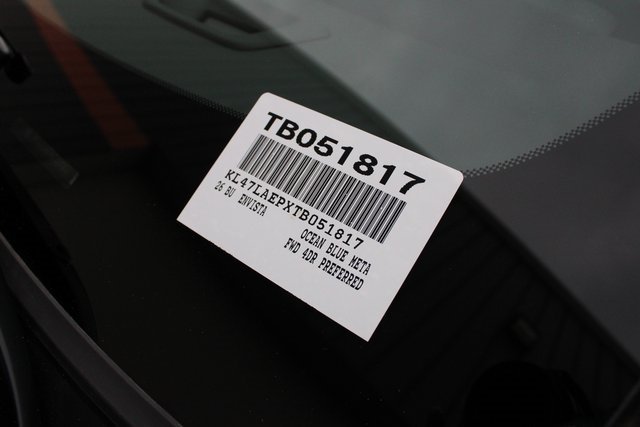 TB051817
KL47LAEPXTB051817
26 BU ENVISTA
OCEAN BLUE META
FWD 4DR PREFERRED